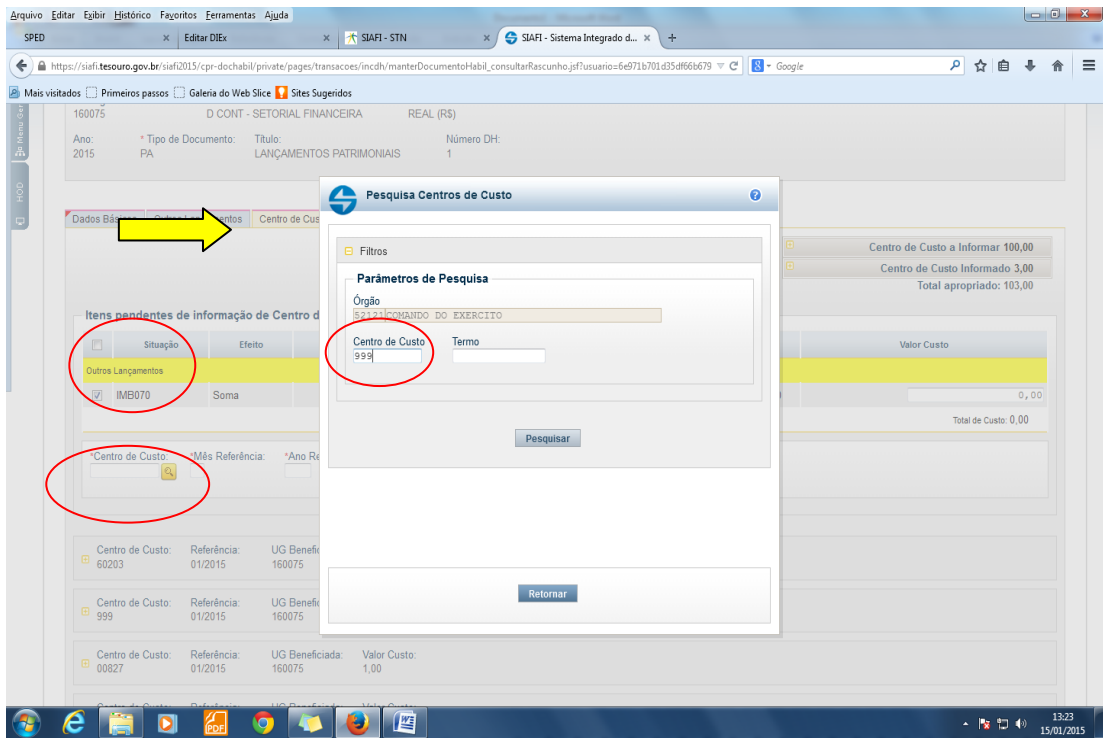 Arquivo Editar Exibir Histórico Favoritos Ferramentas Ajuda
SPED × Editar DIEx × SIAFI - STN × SIAFI - Sistema Integrado d... × +
https://siafi.tesouro.gov.br/siafi2015/cpr-dochabil/private/pages/transacoes/incdh/manterDocumentoHabil_consultarRascunho.jsf?usuario=6e971b701d35df66b679 Google
Mais visitados Primeiros passos Galeria do Web Slice Sites Sugeridos
160075 D CONT - SETORIAL FINANCEIRA REAL (R$)
Ano: * Tipo de Documento: Título: Número DH:
2015 PA LANÇAMENTOS PATRIMONIAIS 1
HOD
Pesquisa Centros de Custo
Dados Centro de Cus
Filtros
Centro de Custo a Informar 100,00
Centro de Custo Informado 3,00
Total apropriado: 103,00
Parâmetros de Pesquisa
Órgão
52121 COMANDO DO EXERCITO
Itens pendentes de informação de Centro d
Centro de Custo Termo
999
Situação Efeito Valor Custo
Outros Lançamentos
IMB070 Soma 0,00
Total de Custo: 0,00
Pesquisar
*Centro de Custo: *Mês Referência: *Ano Re
Centro de Custo: Referência: UG Benefic
60203 01/2015 160075
Retornar
Centro de Custo: Referência: UG Benefic
999 01/2015 160075
Centro de Custo: Referência: UG Beneficiada: Valor Custo:
00827 01/2015 160075 1,00
PDF
13:23
15/01/2015